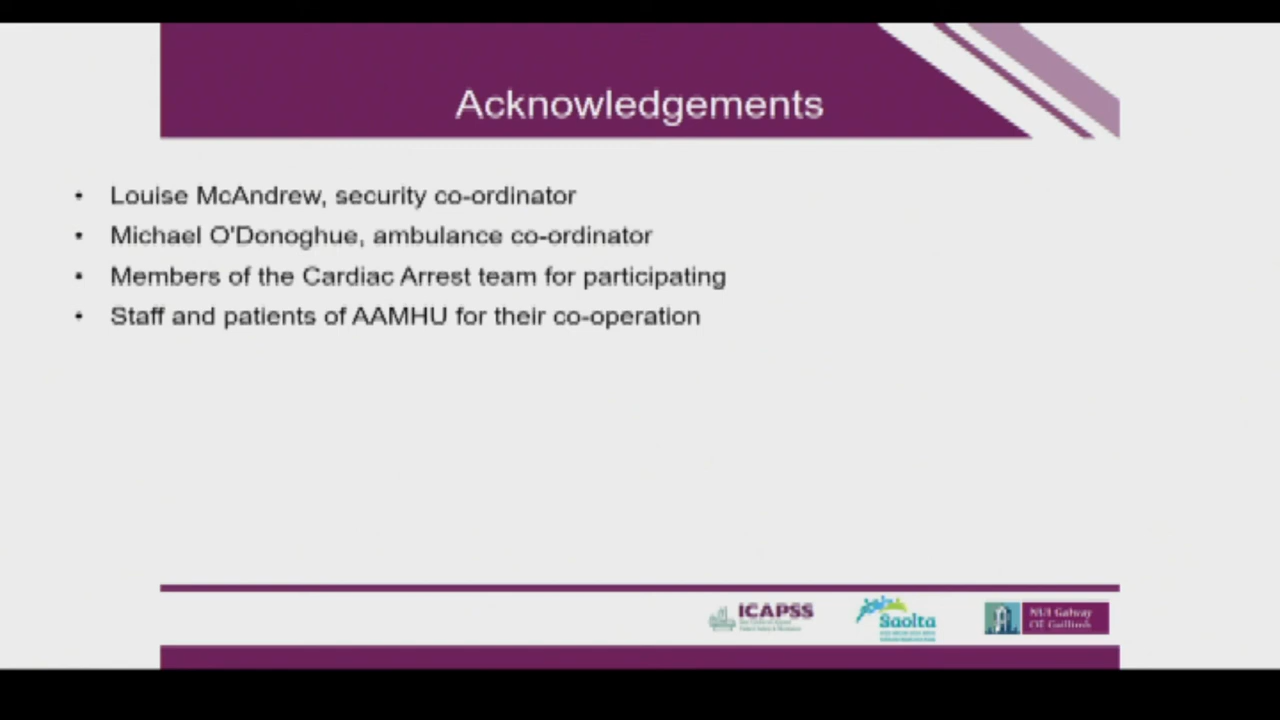 Acknowledgements
• Louise McAndrew, security co-ordinator
• Michael O'Donoghue, ambulance co-ordinator
• Members of the Cardiac Arrest team for participating
• Staff and patients of AAMHU for their co-operation
ICAPSS
Saolta
NUI Galway
OÉ Gaillimh